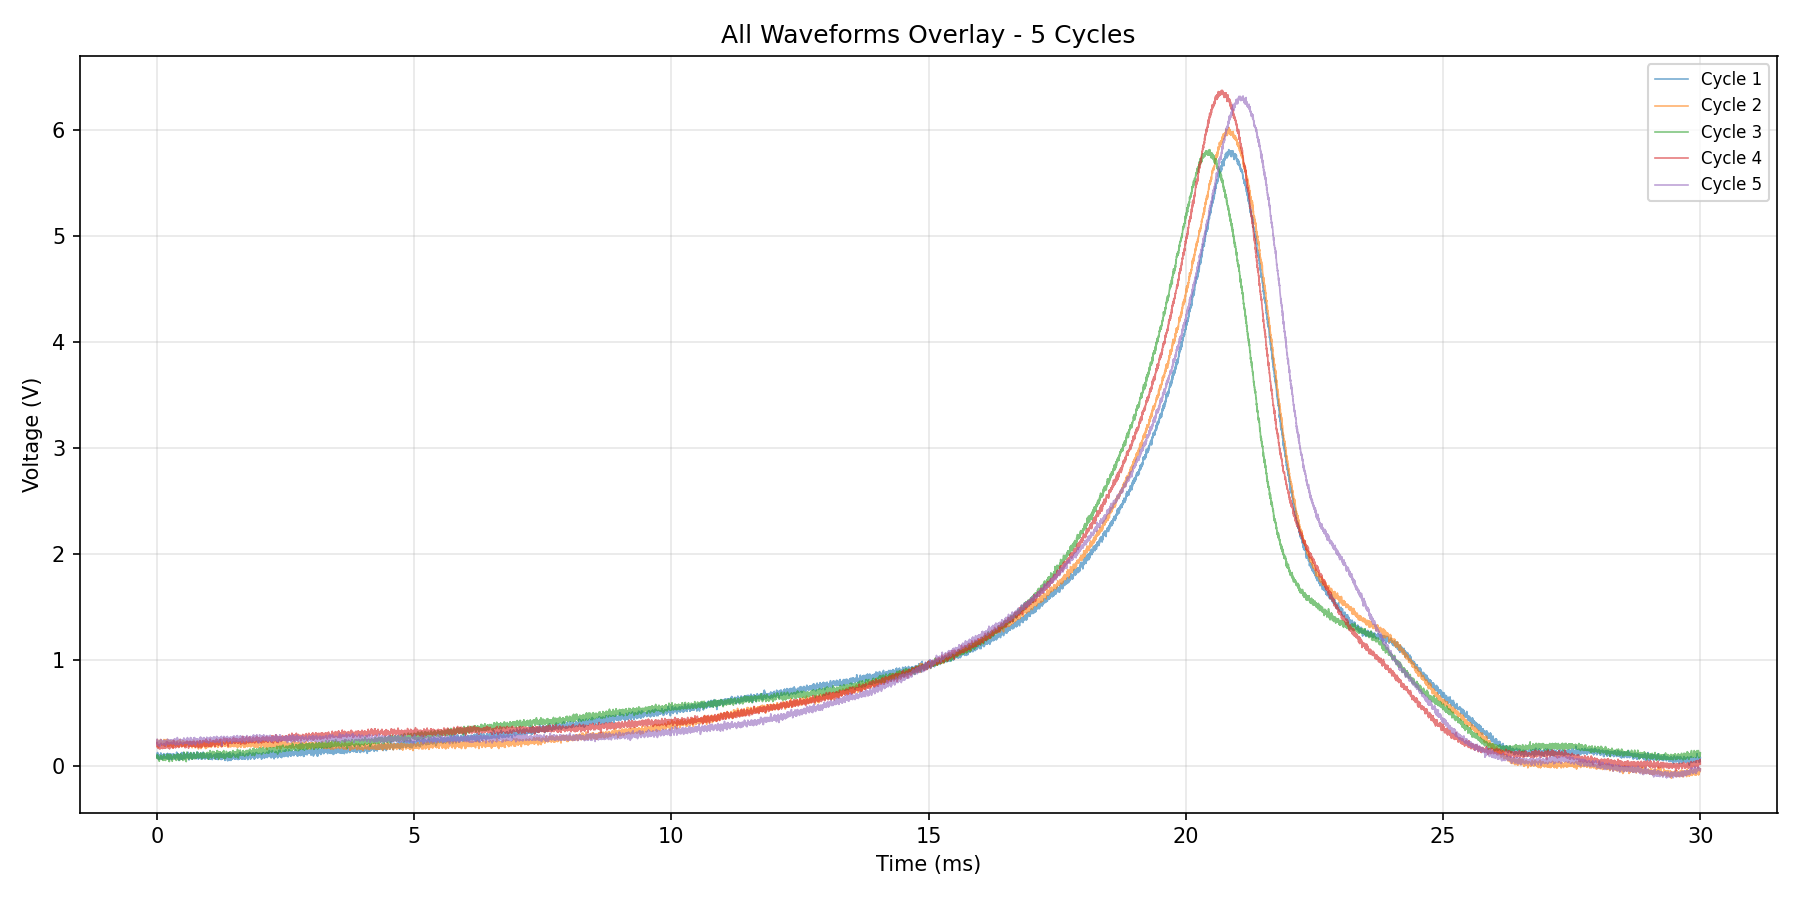 All Waveforms Overlay - 5 Cycles
Cycle 1
Cycle 2
Cycle 3
Cycle 4
Cycle 5
Voltage (V)
6
5
4
3
2
1
0
0 5 10 15 20 25 30
Time (ms)